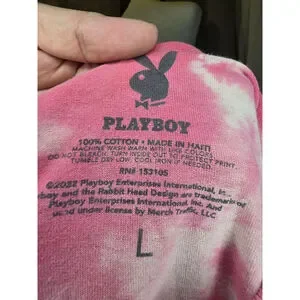 PLAYBOY
100% COTTON • MADE IN HAITI
MACHINE WASH WARM WITH LIKE COLORS.
DO NOT BLEACH. TURN INSIDE OUT TO PROTECT PRINT.
TUMBLE DRY LOW. COOL IRON IF NEEDED.
RN# 153105
©2022 Playboy Enterprises International, In
boy and the Rabbit Head Design are trademarks of
Playboy Enterprises International, Inc. And
used under license by Merch Traffic, LLC
L